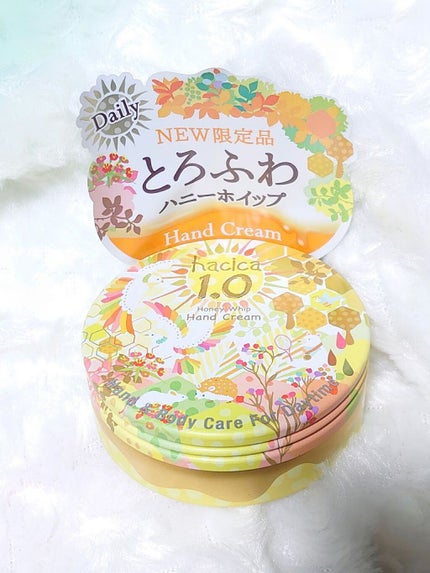 Daily
NEW限定品
とろふわ
ハニーホイップ
Hand Cream
hacica
1.0
Honey Whip
Hand Cream
Hand & Body Care For Daytime